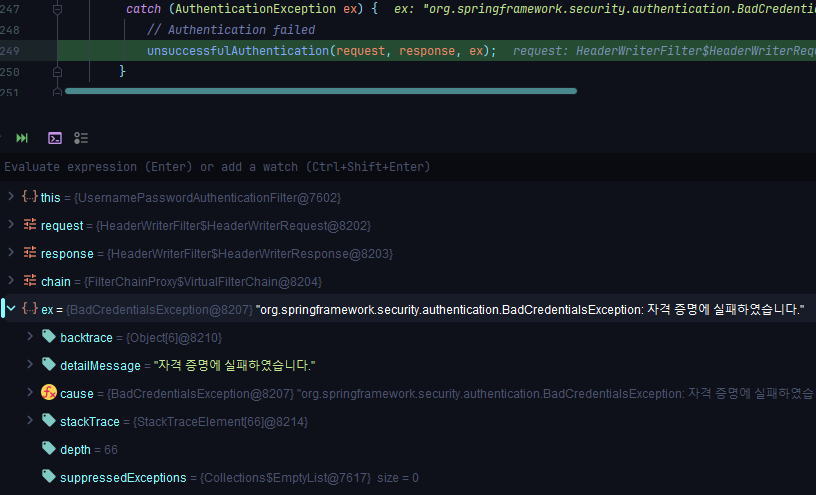 247 catch (AuthenticationException ex) { ex: "org.springframework.security.authentication.BadCredenti
248 // Authentication failed
249 unsuccessfulAuthentication(request, response, ex); request: HeaderWriterFilter$HeaderWriterRequ
250 }
251
Evaluate expression (Enter) or add a watch (Ctrl+Shift+Enter)
this = {UsernamePasswordAuthenticationFilter@7602}
request = {HeaderWriterFilter$HeaderWriterRequest@8202}
response = {HeaderWriterFilter$HeaderWriterResponse@8203}
chain = {FilterChainProxy$VirtualFilterChain@8204}
ex = {BadCredentialsException@8207} "org.springframework.security.authentication.BadCredentialsException: 자격 증명에 실패하였습니다."
backtrace = {Object[6]@8210}
detailMessage = "자격 증명에 실패하였습니다."
cause = {BadCredentialsException@8207} "org.springframework.security.authentication.BadCredentialsException: 자격 증명에 실패하였습
stackTrace = {StackTraceElement[66]@8214}
depth = 66
suppressedExceptions = {Collections$EmptyList@7617} size = 0